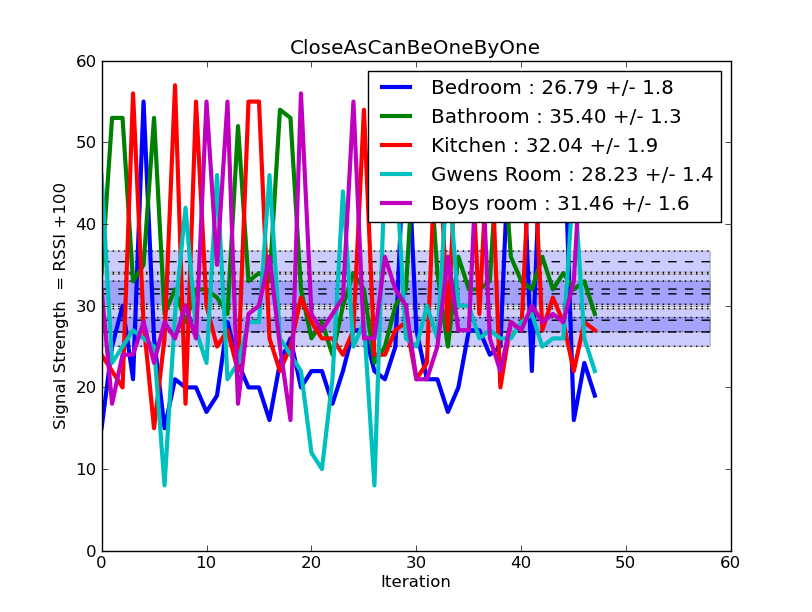 CloseAsCanBeOneByOne
60
50
40
30
20
10
0
Signal Strength  = RSSI +100
Bedroom : 26.79 +/- 1.8
Bathroom : 35.40 +/- 1.3
Kitchen : 32.04 +/- 1.9
Gwens Room : 28.23 +/- 1.4
Boys room : 31.46 +/- 1.6
0 10 20 30 40 50 60
Iteration